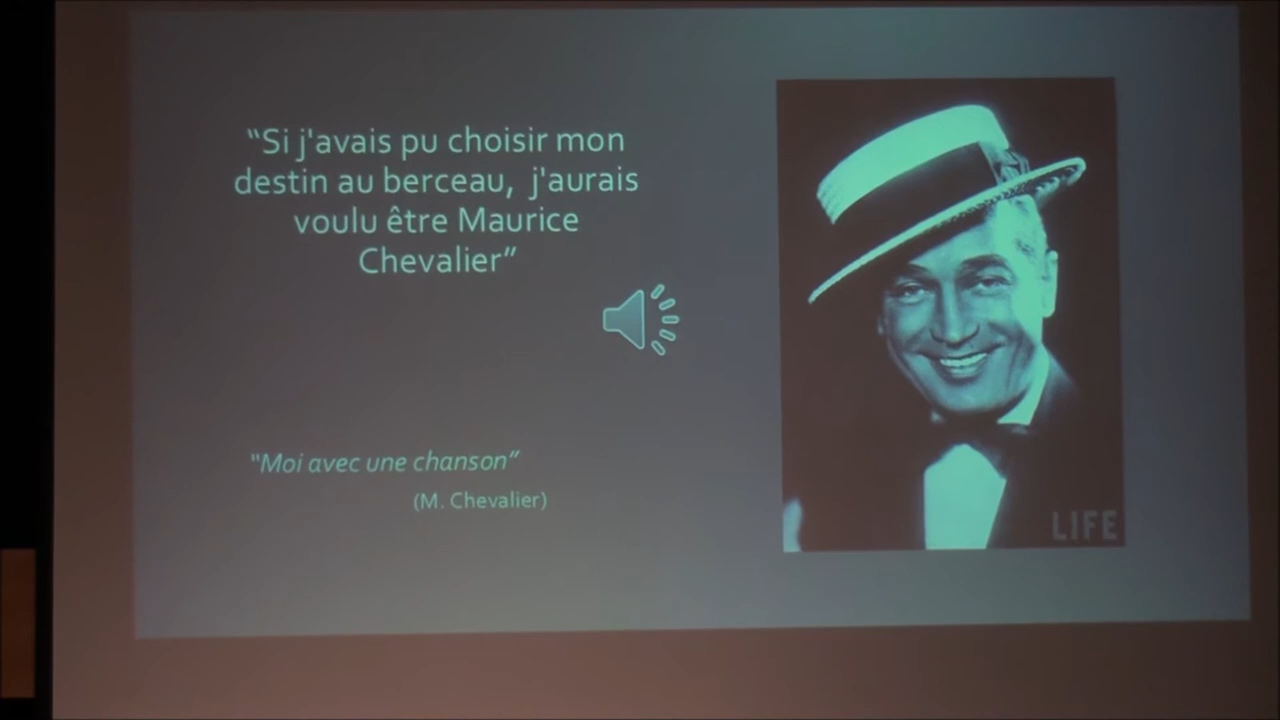 “Si j'avais pu choisir mon
destin au berceau, j'aurais
voulu être Maurice
Chevalier”
“Moi avec une chanson”
(M. Chevalier)
LIFE